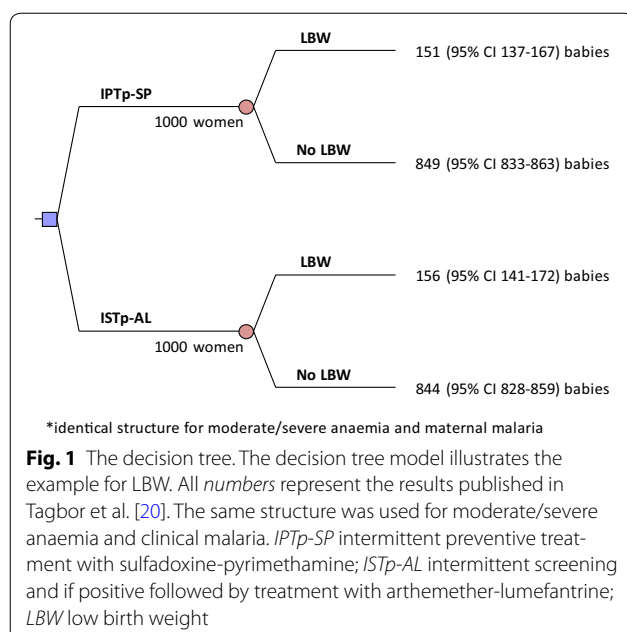 LBW
151 (95% CI 137-167) babies
IPTp-SP
1000 women
No LBW
849 (95% CI 833-863) babies
LBW
156 (95% CI 141-172) babies
ISTp-AL
1000 women
No LBW
844 (95% CI 828-859) babies
*identical structure for moderate/severe anaemia and maternal malaria
Fig. 1 The decision tree. The decision tree model illustrates the
example for LBW. All numbers represent the results published in
Tagbor et al. [20]. The same structure was used for moderate/severe
anaemia and clinical malaria. IPTp-SP intermittent preventive treat-
ment with sulfadoxine-pyrimethamine; ISTp-AL intermittent screening
and if positive followed by treatment with arthemether-lumefantrine;
LBW low birth weight